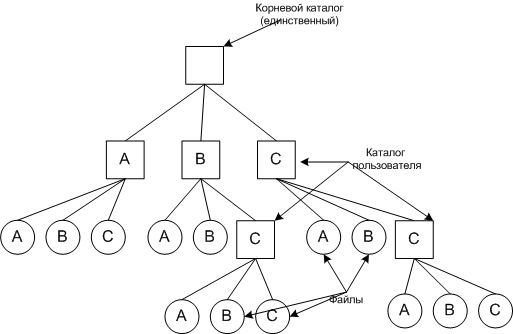 Корневой каталог
(единственный)
A B C
Каталог
пользователя
A B C A B C A B C
Файлы
A B C A B C